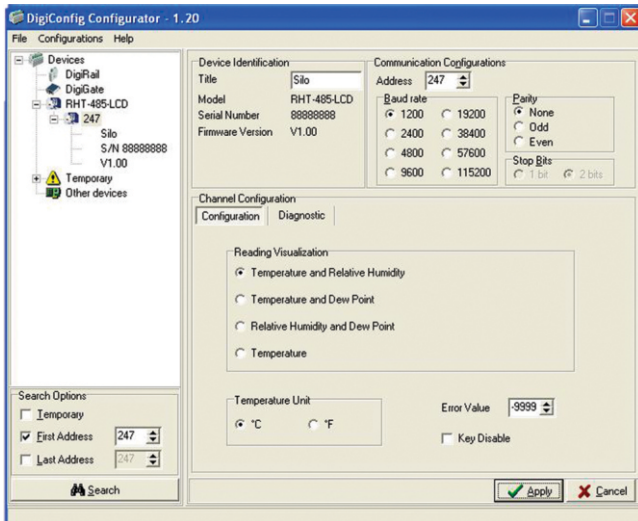 DigiConfig Configurator - 1.20
File Configurations Help
Devices
DigiRail
DigiGate
RHT-485-LCD
247
Silo
S/N 88888888
V1.00
Temporary
Other devices
Search Options
Temporary
First Address 247
Last Address 247
Search
Device Identification
Title Silo
Model RHT-485-LCD
Serial Number 88888888
Firmware Version V1.00
Communication Configurations
Address 247
Baud rate
1200 19200
2400 38400
4800 57600
9600 115200
Parity
None
Odd
Even
Stop Bits
1 bit 2 bits
Channel Configuration
Configuration Diagnostic
Reading Visualization
Temperature and Relative Humidity
Temperature and Dew Point
Relative Humidity and Dew Point
Temperature
Temperature Unit
°C °F
Error Value -9999
Key Disable
Apply Cancel